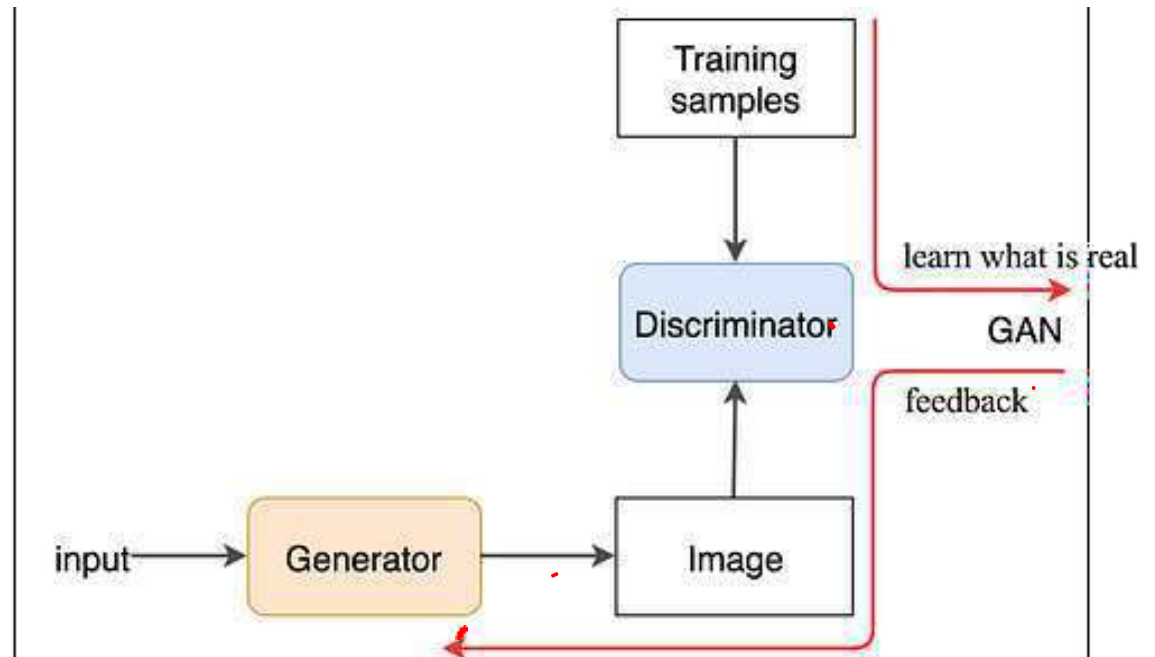 Training
samples
learn what is real
Discriminator
GAN
feedback
input
Generator
Image